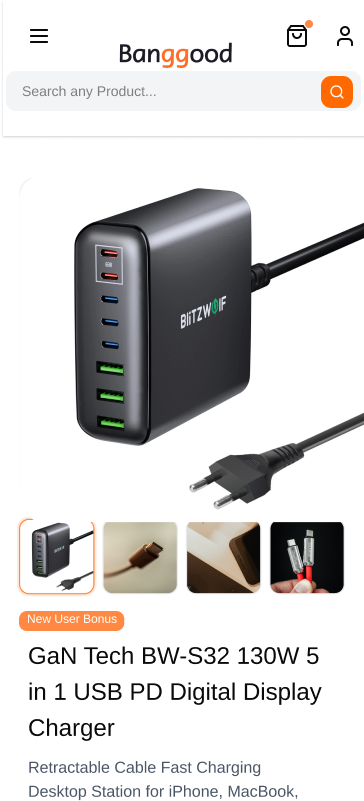 Banggood
Search any Product...
BLiTZWOLF
New User Bonus
GaN Tech BW-S32 130W 5
in 1 USB PD Digital Display
Charger
Retractable Cable Fast Charging
Desktop Station for iPhone, MacBook,